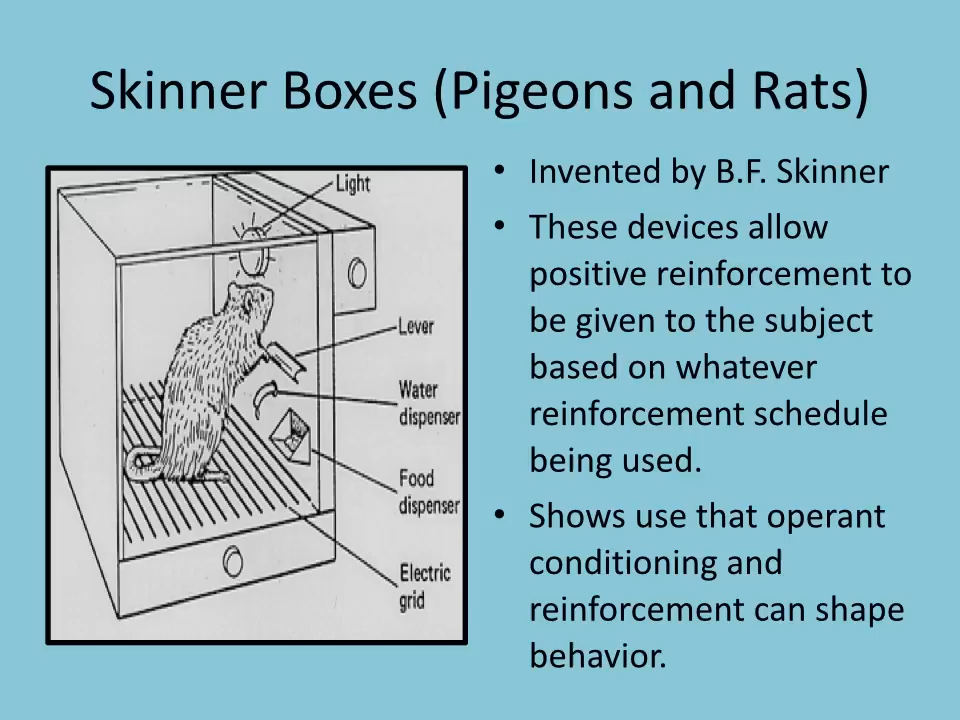 Skinner Boxes (Pigeons and Rats)
Light
Lever
Water
dispenser
Food
dispenser
Electric
grid
• Invented by B.F. Skinner
• These devices allow
positive reinforcement to
be given to the subject
based on whatever
reinforcement schedule
being used.
• Shows use that operant
conditioning and
reinforcement can shape
behavior.